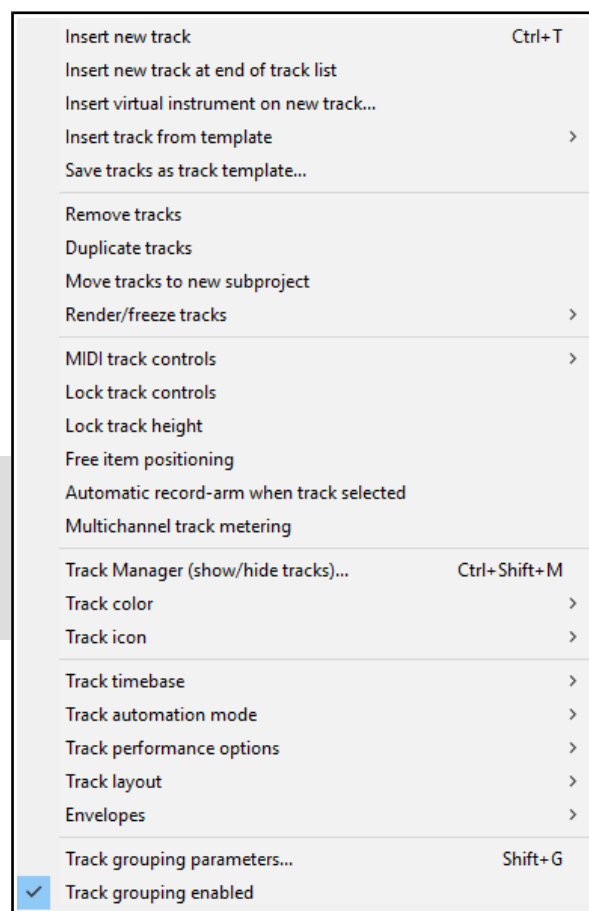 Insert new track Ctrl+T
Insert new track at end of track list
Insert virtual instrument on new track...
Insert track from template
Save tracks as track template...
Remove tracks
Duplicate tracks
Move tracks to new subproject
Render/freeze tracks
MIDI track controls
Lock track controls
Lock track height
Free item positioning
Automatic record-arm when track selected
Multichannel track metering
Track Manager (show/hide tracks)... Ctrl+Shift+M
Track color
Track icon
Track timebase
Track automation mode
Track performance options
Track layout
Envelopes
Track grouping parameters... Shift+G
Track grouping enabled